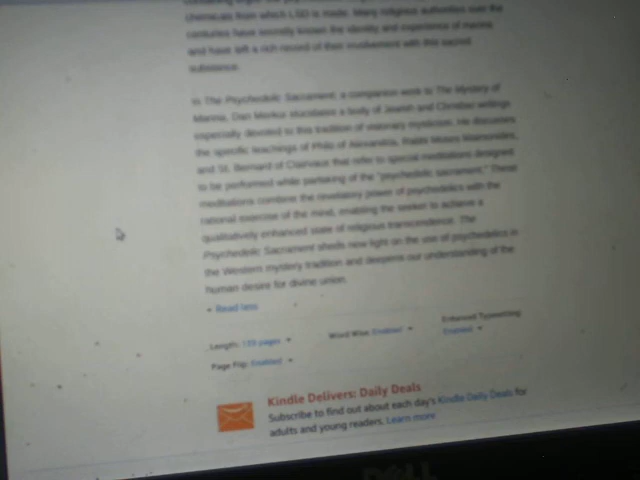 chemicals from which LSD is made. Many religious authorities over the
centuries have secretly known the identity and experience of manna,
and have left a rich record of their involvement with this sacred
substance.
In The Psychedelic Sacrament, a companion work to The Mystery of
Manna, Dan Merkur elucidates a body of Jewish and Christian writings
especially devoted to this tradition of visionary mysticism. He discusses
the specific teachings of Philo of Alexandria, Rabbi Moses Maimonides,
and St. Bernard of Clairvaux that refer to special meditations designed
to be performed while partaking of the "psychedelic sacrament." These
meditations combine the revelatory power of psychedelics with the
rational exercise of the mind, enabling the seeker to achieve a
qualitatively enhanced state of religious transcendence. The
Psychedelic Sacrament sheds new light on the use of psychedelics in
the Western mystery tradition and deepens our understanding of the
human desire for divine union.
Read less
Length: pages
Word Wise: Enabled
Enhanced Typesetting:
Enabled
Page Flip: Enabled
Kindle Delivers: Daily Deals
Subscribe to find out about each day's Kindle Daily Deals for
adults and young readers. Learn more
DELL